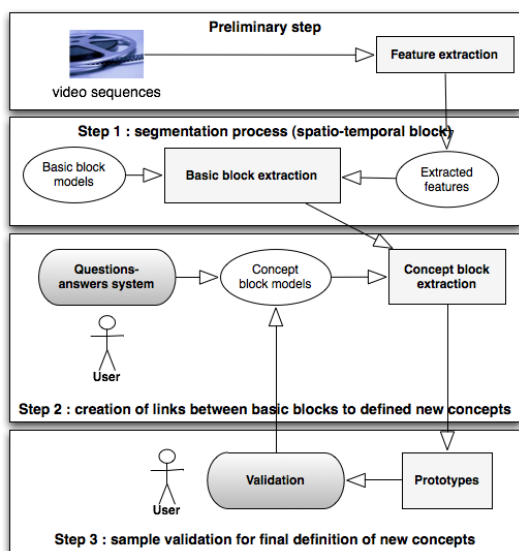 Preliminary step
Feature extraction
video sequences
Step 1 : segmentation process (spatio-temporal block)
Basic block
models
Basic block extraction
Extracted
features
Questions-
answers system
Concept
block models
Concept block
extraction
User
Step 2 : creation of links between basic blocks to defined new concepts
Validation
Prototypes
User
Step 3 : sample validation for final definition of new concepts